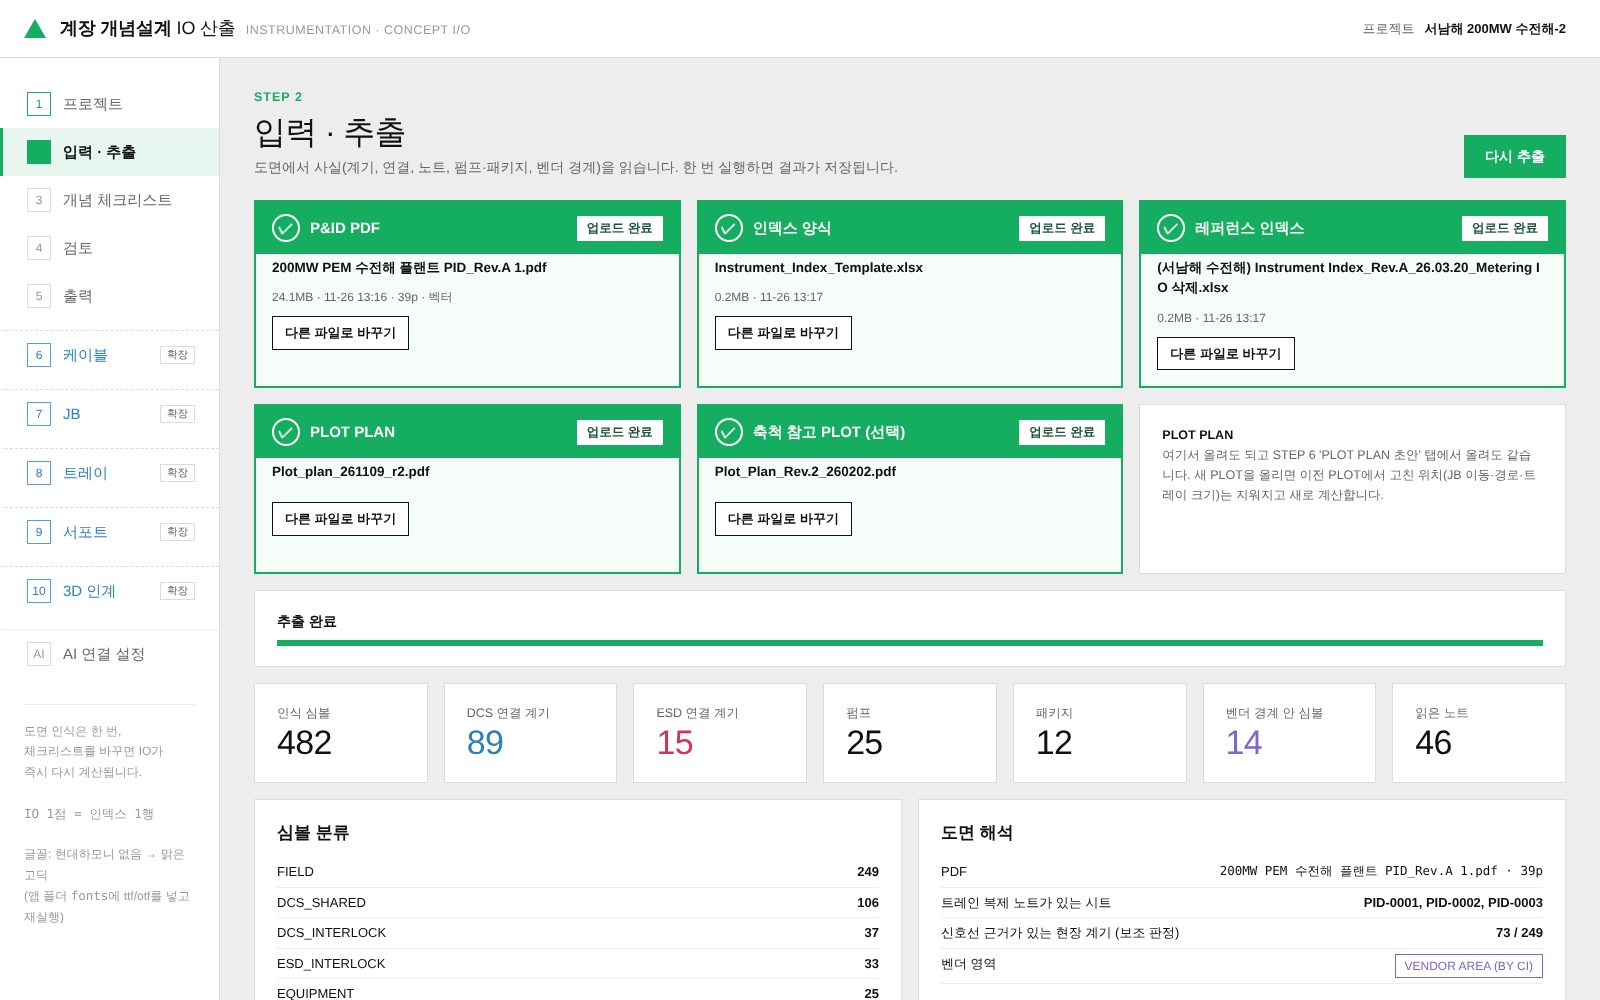 계장 개념설계 IO 산출 INSTRUMENTATION · CONCEPT I/O
프로젝트 서남해 200MW 수전해-2
1 프로젝트
입력 · 추출
3 개념 체크리스트
4 검토
5 출력
6 케이블 확장
7 JB 확장
8 트레이 확장
9 서포트 확장
10 3D 인계 확장
AI AI 연결 설정
도면 인식은 한 번,
체크리스트를 바꾸면 IO가
즉시 다시 계산됩니다.
IO 1점 = 인덱스 1행
글꼴: 현대하모니 없음 → 맑은
고딕
(앱 폴더 fonts에 ttf/otf를 넣고
재실행)
STEP 2
입력 · 추출
도면에서 사실(계기, 연결, 노트, 펌프·패키지, 벤더 경계)을 읽습니다. 한 번 실행하면 결과가 저장됩니다.
다시 추출
P&ID PDF 업로드 완료
200MW PEM 수전해 플랜트 PID_Rev.A 1.pdf
24.1MB · 11-26 13:16 · 39p · 벡터
다른 파일로 바꾸기
인덱스 양식 업로드 완료
Instrument_Index_Template.xlsx
0.2MB · 11-26 13:17
다른 파일로 바꾸기
레퍼런스 인덱스 업로드 완료
(서남해 수전해) Instrument Index_Rev.A_26.03.20_Metering I
O 삭제.xlsx
0.2MB · 11-26 13:17
다른 파일로 바꾸기
PLOT PLAN 업로드 완료
Plot_plan_261109_r2.pdf
다른 파일로 바꾸기
축척 참고 PLOT (선택) 업로드 완료
Plot_Plan_Rev.2_260202.pdf
다른 파일로 바꾸기
PLOT PLAN
여기서 올려도 되고 STEP 6 'PLOT PLAN 초안' 탭에서 올려도 같습
니다. 새 PLOT을 올리면 이전 PLOT에서 고친 위치(JB 이동·경로·트
레이 크기)는 지워지고 새로 계산합니다.
추출 완료
인식 심볼
482
DCS 연결 계기
89
ESD 연결 계기
15
펌프
25
패키지
12
벤더 경계 안 심볼
14
읽은 노트
46
심볼 분류
FIELD 249
DCS_SHARED 106
DCS_INTERLOCK 37
ESD_INTERLOCK 33
EQUIPMENT 25
도면 해석
PDF 200MW PEM 수전해 플랜트 PID_Rev.A 1.pdf · 39p
트레인 복제 노트가 있는 시트 PID-0001, PID-0002, PID-0003
신호선 근거가 있는 현장 계기 (보조 판정) 73 / 249
벤더 영역 VENDOR AREA (BY CI)